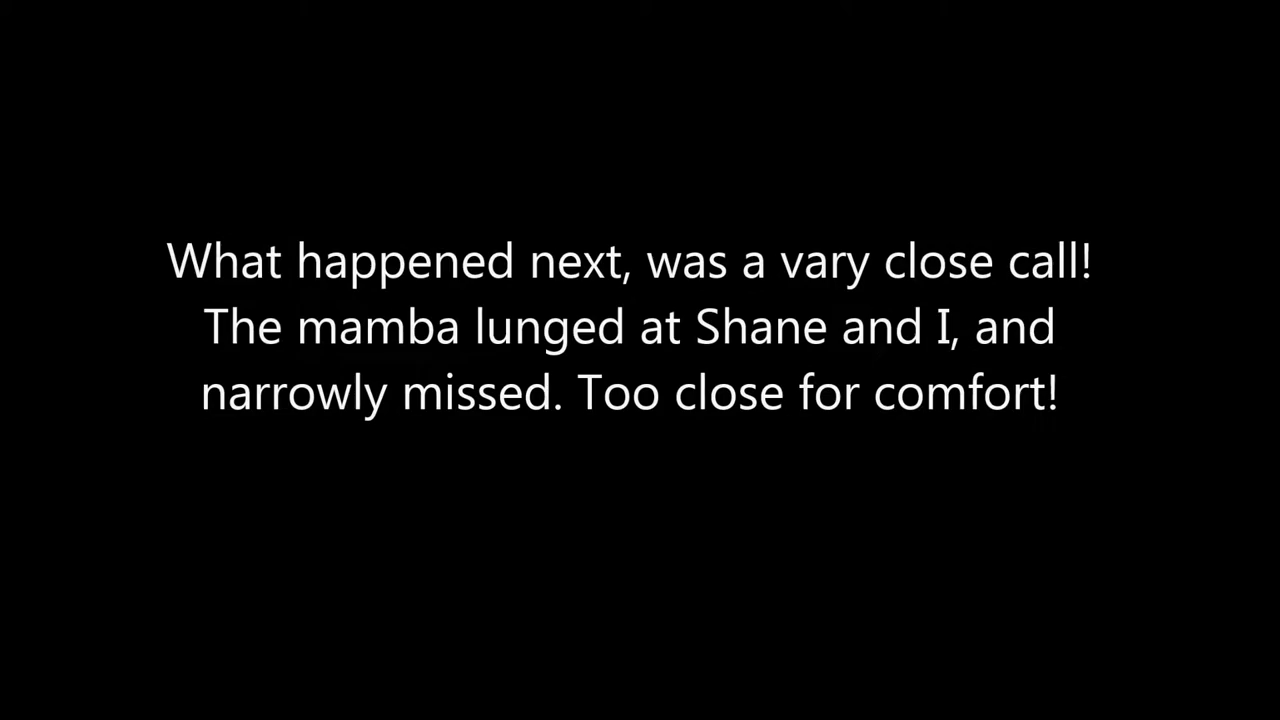 What happened next, was a vary close call!
The mamba lunged at Shane and I, and
narrowly missed. Too close for comfort!